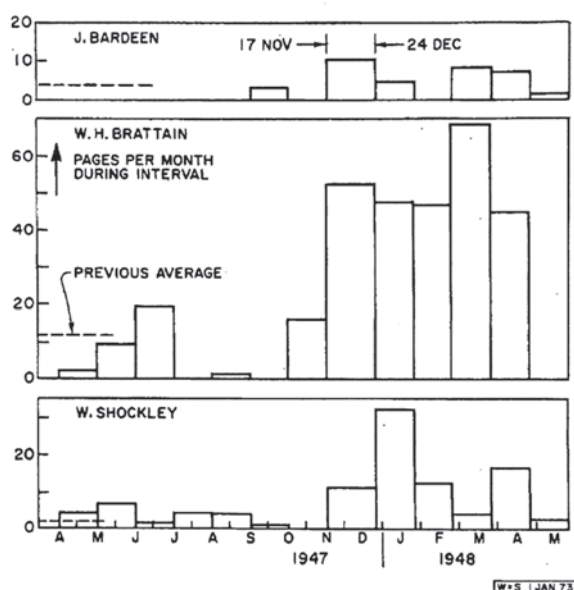 20
J. BARDEEN
17 NOV
24 DEC
10
0
W.H. BRATTAIN
60
PAGES PER MONTH
DURING INTERVAL
40
PREVIOUS AVERAGE
20
0
W. SHOCKLEY
20
0
A M J J A S O N D J F M A M
1947 1948
W*S 1 JAN 73